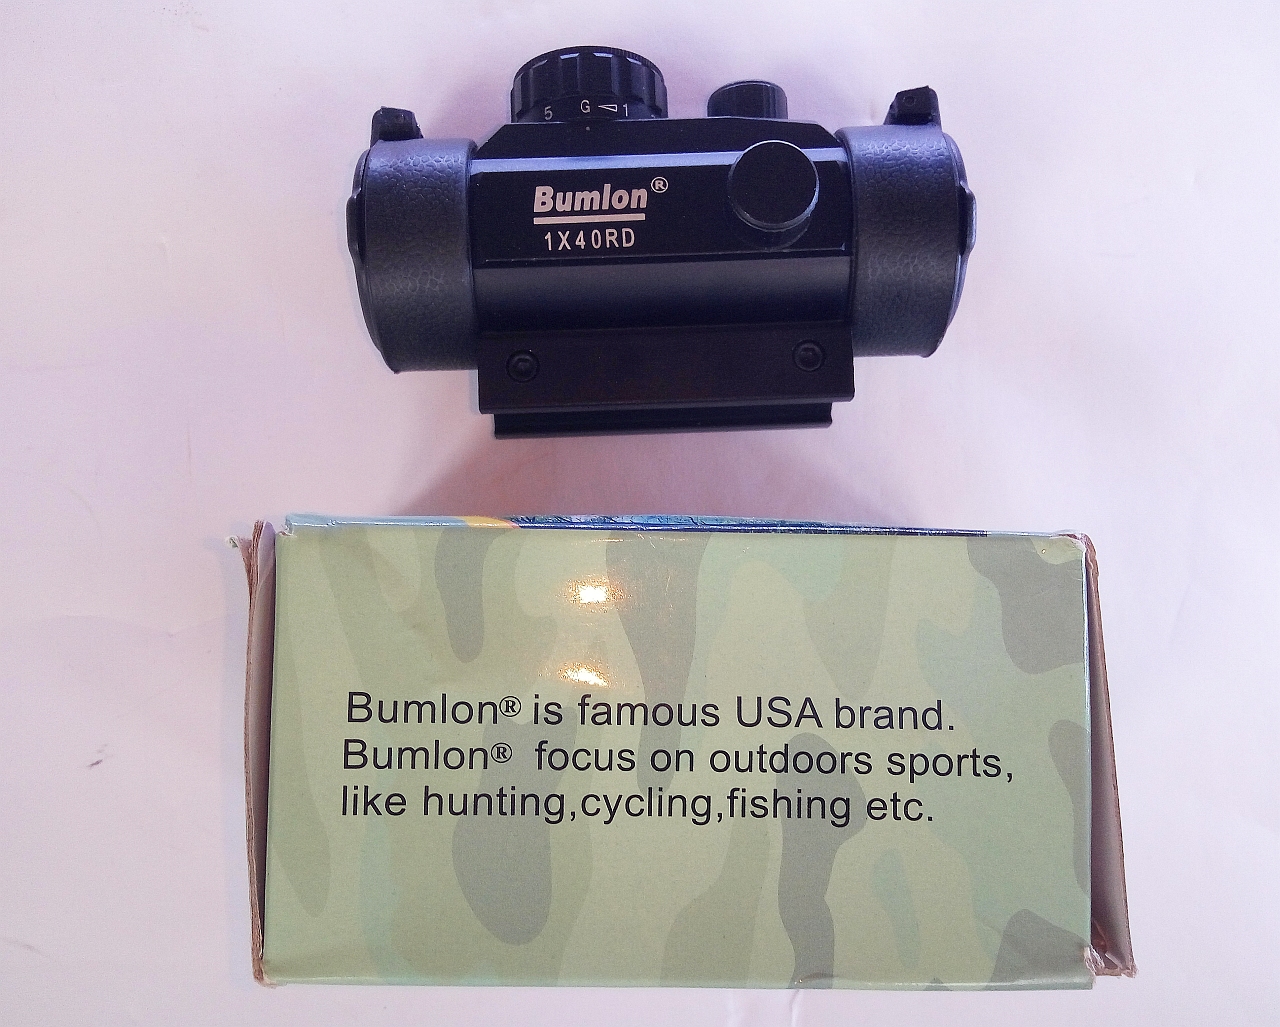 5 G 1
Bumlon®
1X40RD
Bumlon® is famous USA brand.
Bumlon® focus on outdoors sports,
like hunting,cycling,fishing etc.